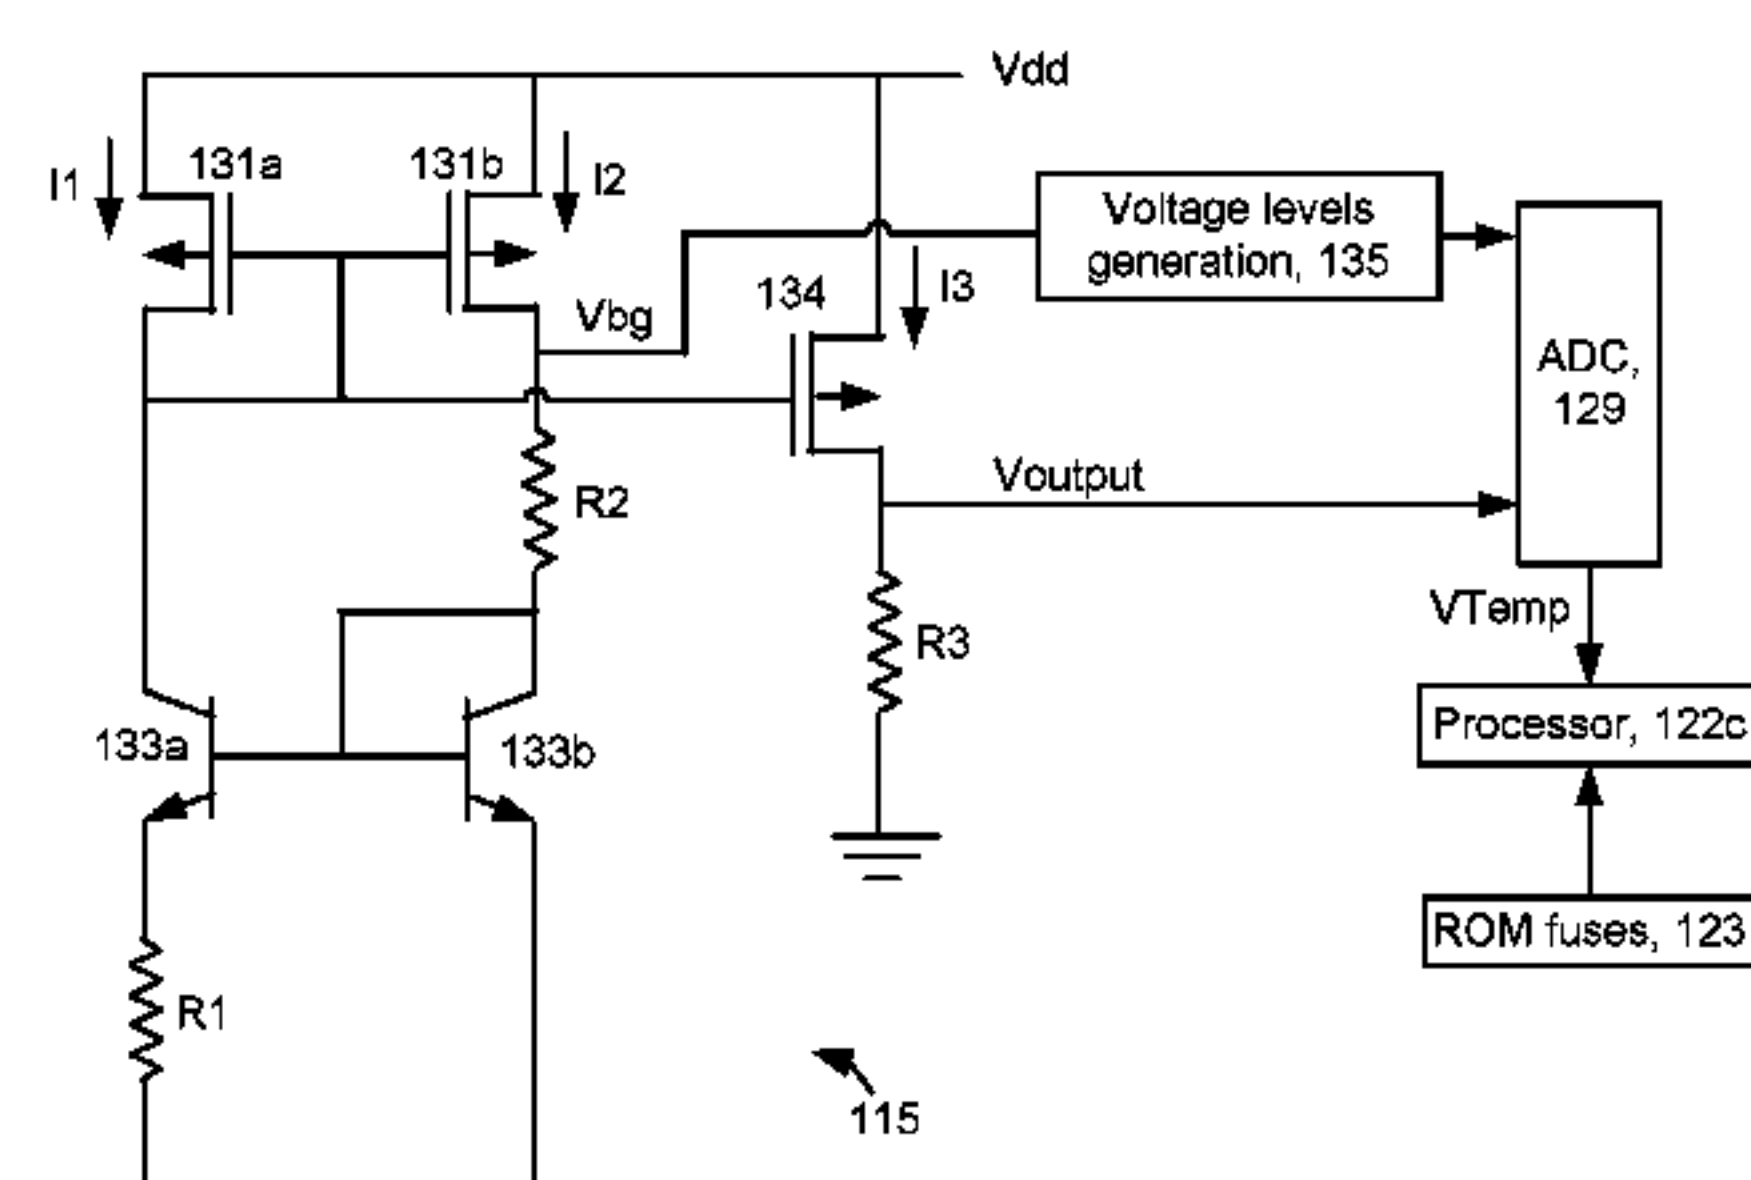 Vdd
131a
131b
I1
I2
Voltage levels
generation, 135
134
I3
Vbg
ADC,
129
Voutput
R2
VTemp
R3
Processor, 122c
133a
133b
ROM fuses, 123
R1
115